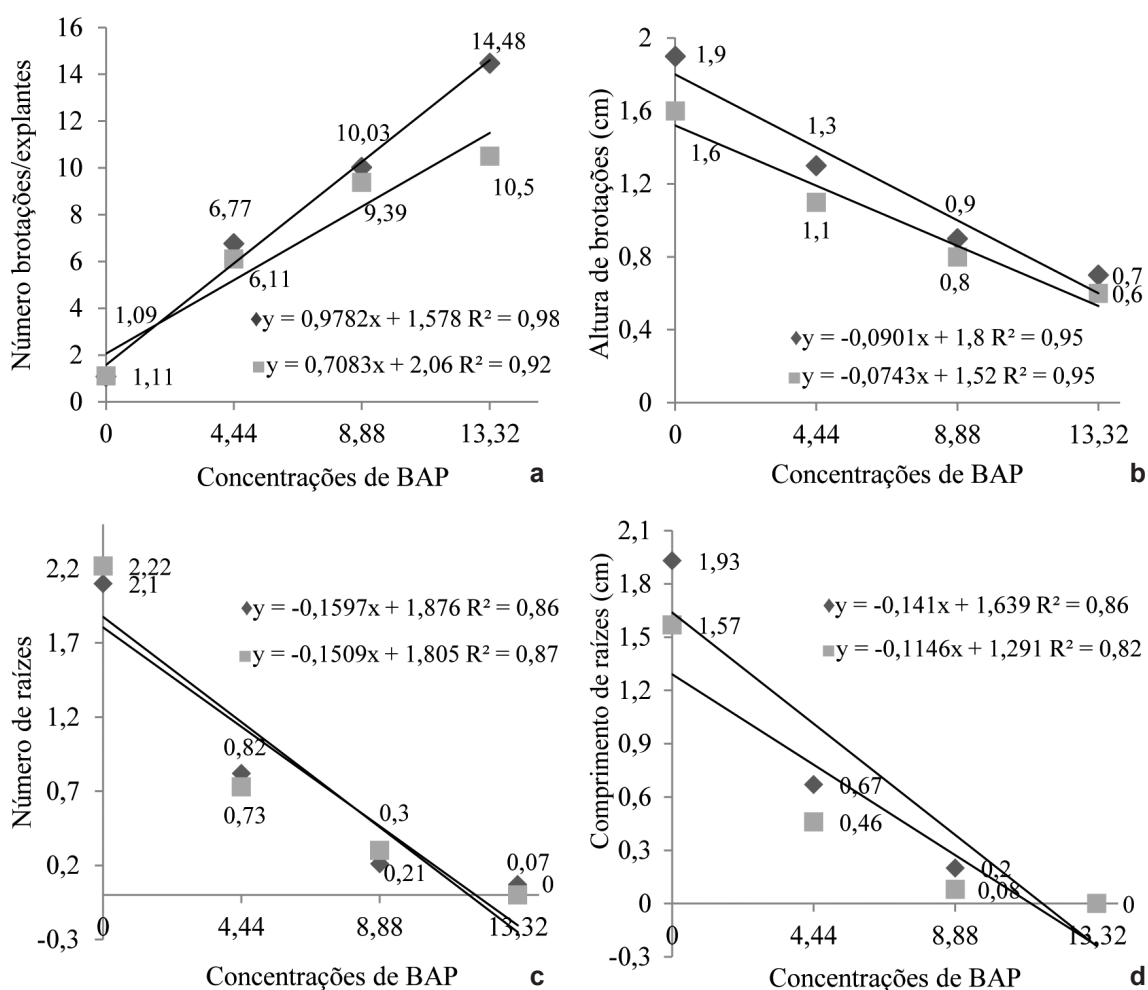 Número brotações/explantes
16
14
12
10
8
6
4
2
0
14,48
10,03
10,5
9,39
6,77
6,11
1,09
1,11
y = 0,9782x + 1,578 R² = 0,98
y = 0,7083x + 2,06 R² = 0,92
0 4,44 8,88 13,32
Concentrações de BAP
a
Altura de brotações (cm)
2
1,6
1,2
0,8
0,4
0
1,9
1,6
1,3
1,1
0,9
0,8
0,7
0,6
y = -0,0901x + 1,8 R² = 0,95
y = -0,0743x + 1,52 R² = 0,95
0 4,44 8,88 13,32
Concentrações de BAP
b
Número de raízes
2,2
1,7
1,2
0,7
0,2
-0,3
2,22
2,1
y = -0,1597x + 1,876 R² = 0,86
y = -0,1509x + 1,805 R² = 0,87
0,82
0,73
0,3
0,21
0,07
0
0 4,44 8,88 13,32
Concentrações de BAP
c
Comprimento de raízes (cm)
2,1
1,8
1,5
1,2
0,9
0,6
0,3
0
-0,3
1,93
1,57
y = -0,141x + 1,639 R² = 0,86
y = -0,1146x + 1,291 R² = 0,82
0,67
0,46
0,2
0,08
0
0 4,44 8,88 13,32
Concentrações de BAP
d